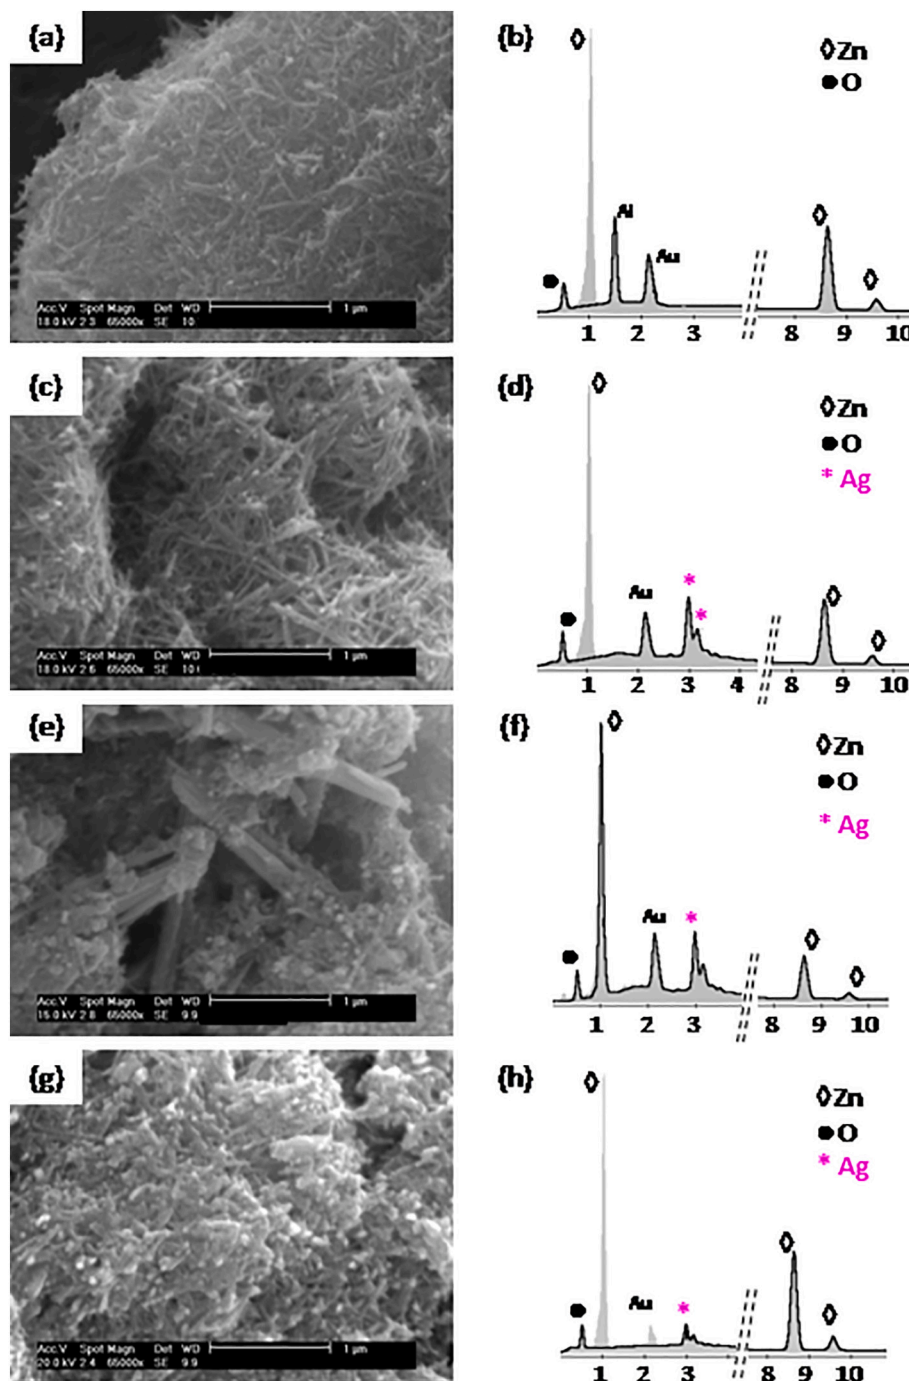 (a)
Acc.V Spot Magn Det WD 1 µm
18.0 kV 2.3 65000x SE 10
(b)
Zn
O
Al
Au
1 2 3 8 9 10
(c)
Acc.V Spot Magn Det WD 1 µm
18.0 kV 2.6 65000x SE
(d)
Zn
O
* Ag
Au
*
*
1 2 3 4 8 9 10
(e)
Acc.V Spot Magn Det WD 1 µm
15.0 kV 2.8 65000x SE 9.9
(f)
Zn
O
* Ag
Au
*
1 2 3 8 9 10
(g)
Acc.V Spot Magn Det WD 1 µm
20.0 kV 2.4 65000x SE 9.9
(h)
Zn
O
* Ag
Au
*
1 2 3 8 9 10